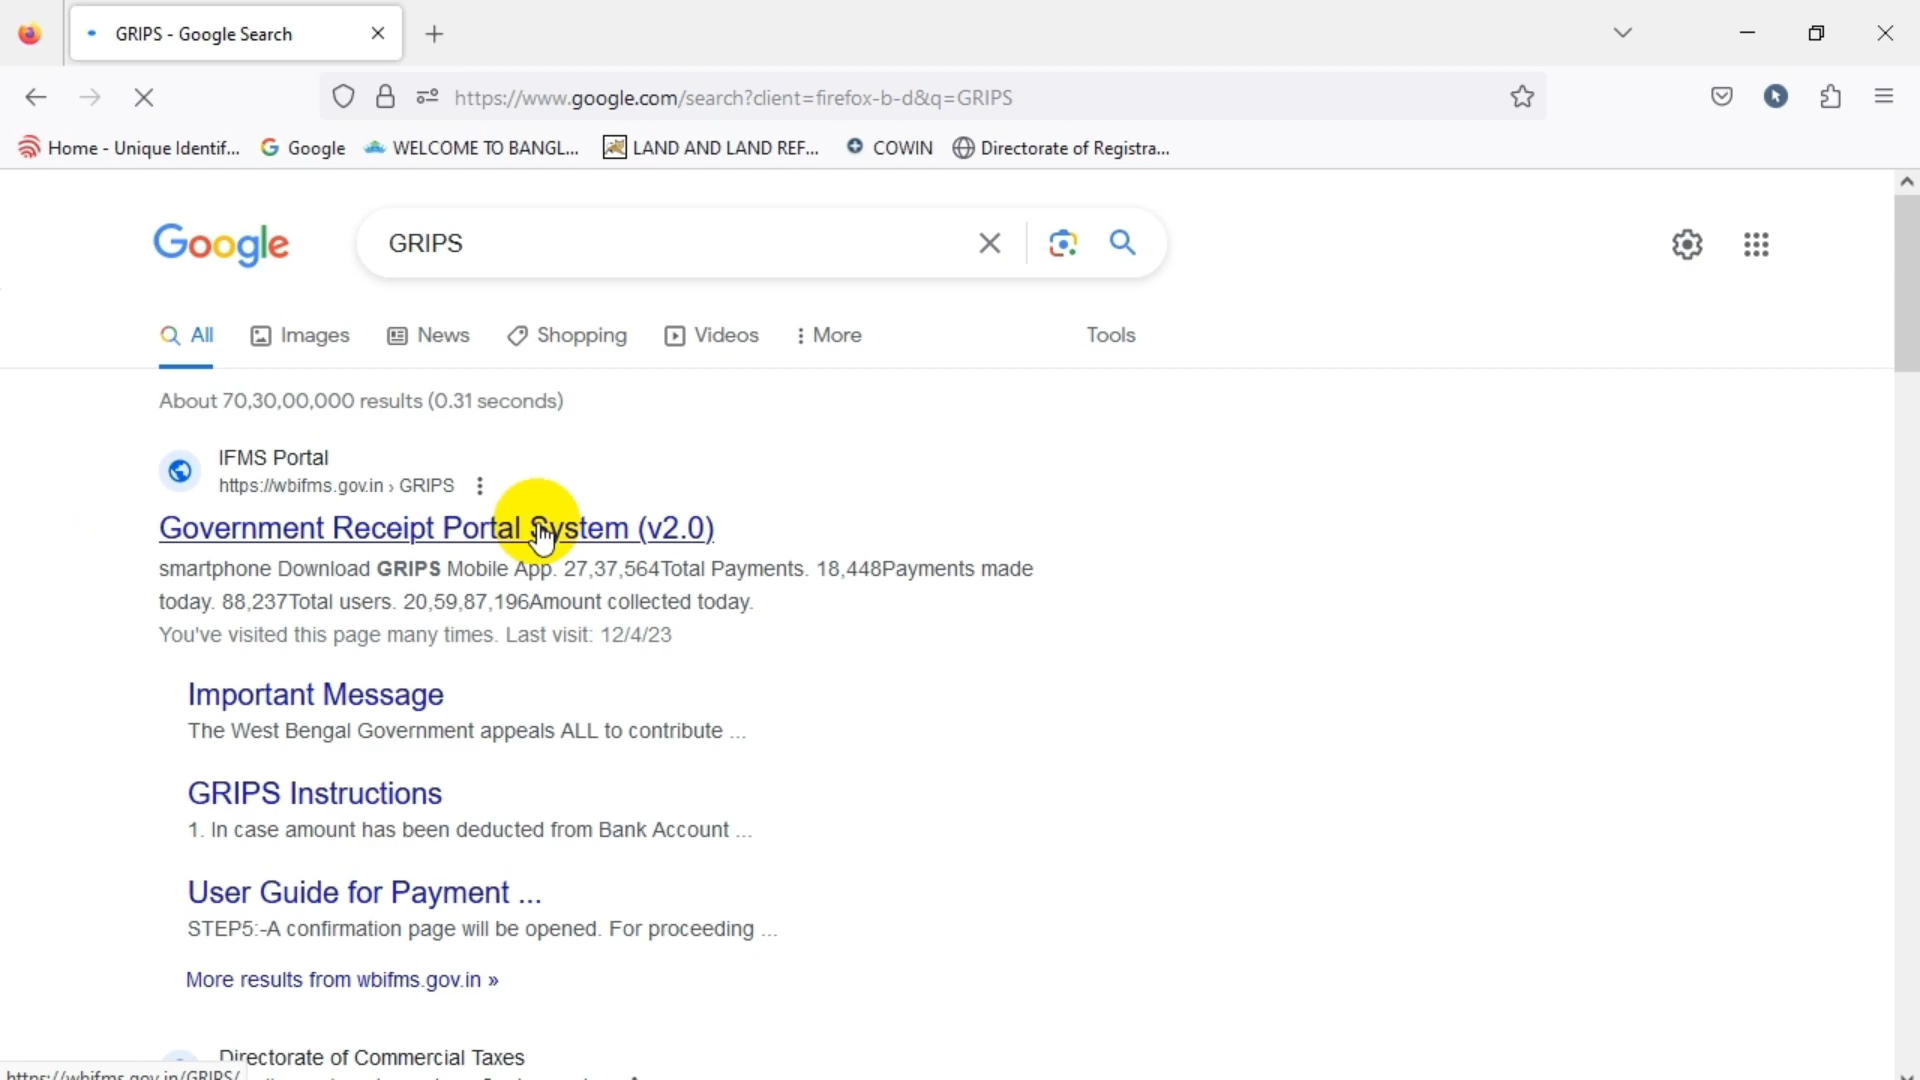 GRIPS - Google Search
https://www.google.com/search?client=firefox-b-d&q=GRIPS
Home - Unique Identif...
Google
WELCOME TO BANGL...
LAND AND LAND REF...
COWIN
Directorate of Registra...
Google
GRIPS
All
Images
News
Shopping
Videos
More
Tools
About 70,30,00,000 results (0.31 seconds)
IFMS Portal
https://wbifms.gov.in › GRIPS
Government Receipt Portal System (v2.0)
smartphone Download GRIPS Mobile App. 27,37,564Total Payments. 18,448Payments made
today. 88,237Total users. 20,59,87,196Amount collected today.
You've visited this page many times. Last visit: 12/4/23
Important Message
The West Bengal Government appeals ALL to contribute ...
GRIPS Instructions
1. In case amount has been deducted from Bank Account ...
User Guide for Payment ...
STEP5:-A confirmation page will be opened. For proceeding ...
More results from wbifms.gov.in »
Directorate of Commercial Taxes
https://wbifms.gov.in/GRIPS/